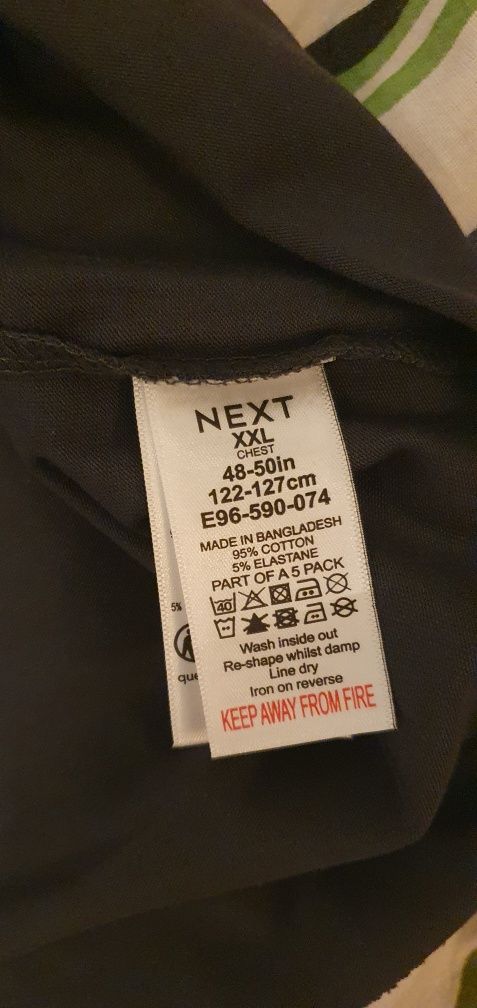 NEXT
XXL
CHEST
48-50in
122-127cm
E96-590-074
MADE IN BANGLADESH
95% COTTON
5% ELASTANE
PART OF A 5 PACK
40
Wash inside out
Re-shape whilst damp
Line dry
Iron on reverse
KEEP AWAY FROM FIRE
5%